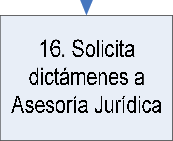 16. Solicita
dictámenes a
Asesoría Jurídica